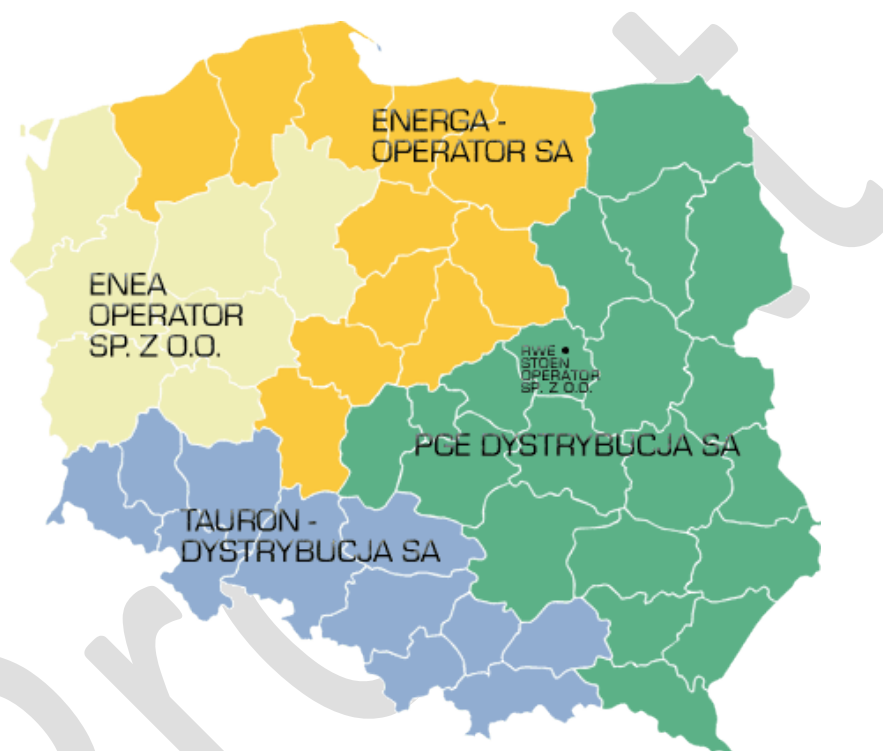 ENERGA -
OPERATOR SA
ENEA
OPERATOR
SP. Z O.O.
RWE
STOEN
OPERATOR
SP. Z O.O.
PGE DYSTRYBUCJA SA
TAURON -
DYSTRYBUCJA SA